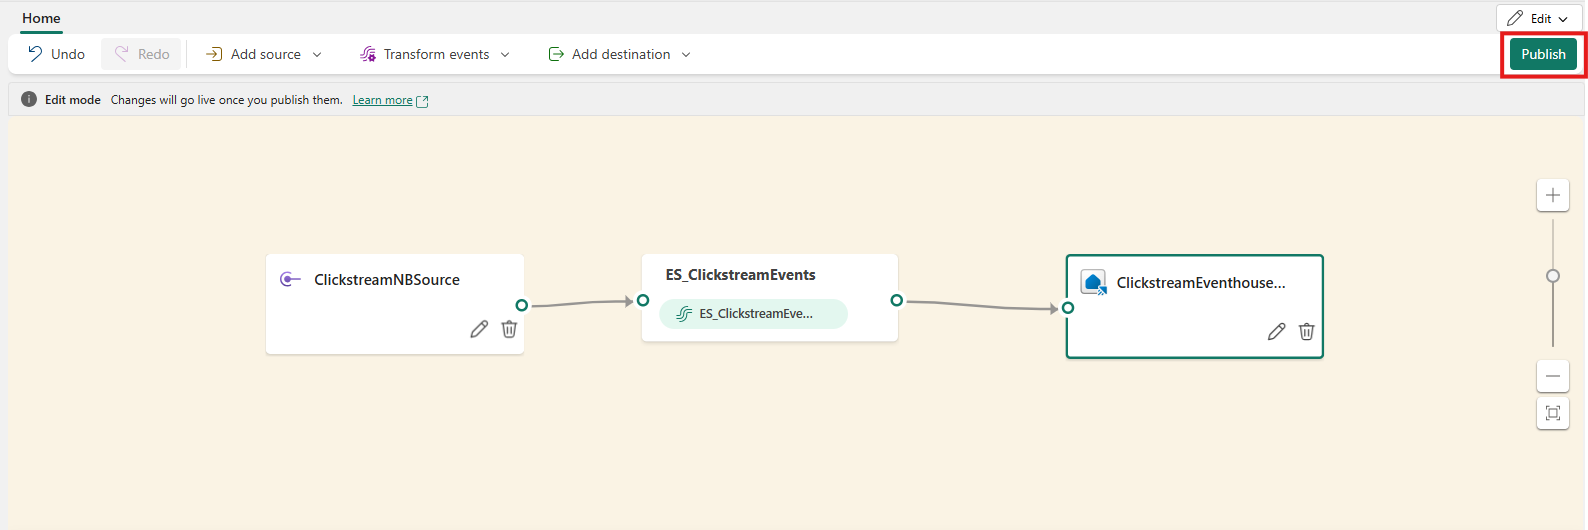 Home
Edit
Undo
Redo
Add source
Transform events
Add destination
Publish
Edit mode Changes will go live once you publish them. Learn more
ClickstreamNBSource
ES_ClickstreamEvents
ES_ClickstreamEve...
ClickstreamEventhouse...